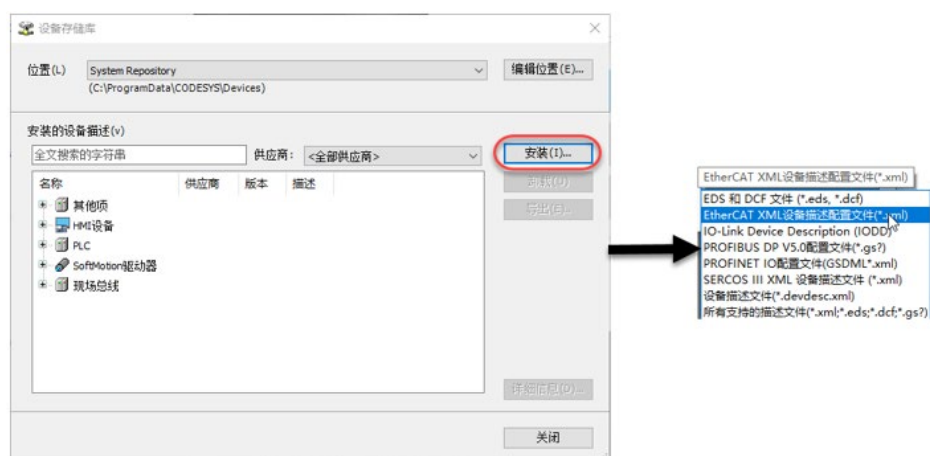 设备存储库
位置(L) System Repository 编辑位置(E)...
(C:\ProgramData\CODESYS\Devices)
安装的设备描述(v)
全文搜索的字符串 供应商: <全部供应商> 安装(I)...
名称 供应商 版本 描述 卸载(U)
其他项 导出(E)...
HMI设备
PLC
SoftMotion驱动器
现场总线
详细信息(D)...
关闭
EtherCAT XML设备描述配置文件(*.xml)
EDS 和 DCF 文件 (*.eds, *.dcf)
EtherCAT XML设备描述配置文件(*.xml)
IO-Link Device Description (IODD)
PROFIBUS DP V5.0配置文件(*.gs?)
PROFINET IO配置文件(GSDML*.xml)
SERCOS III XML 设备描述文件 (*.xml)
设备描述文件(*.devdesc.xml)
所有支持的描述文件(*.xml;*.eds;*.dcf;*.gs?)